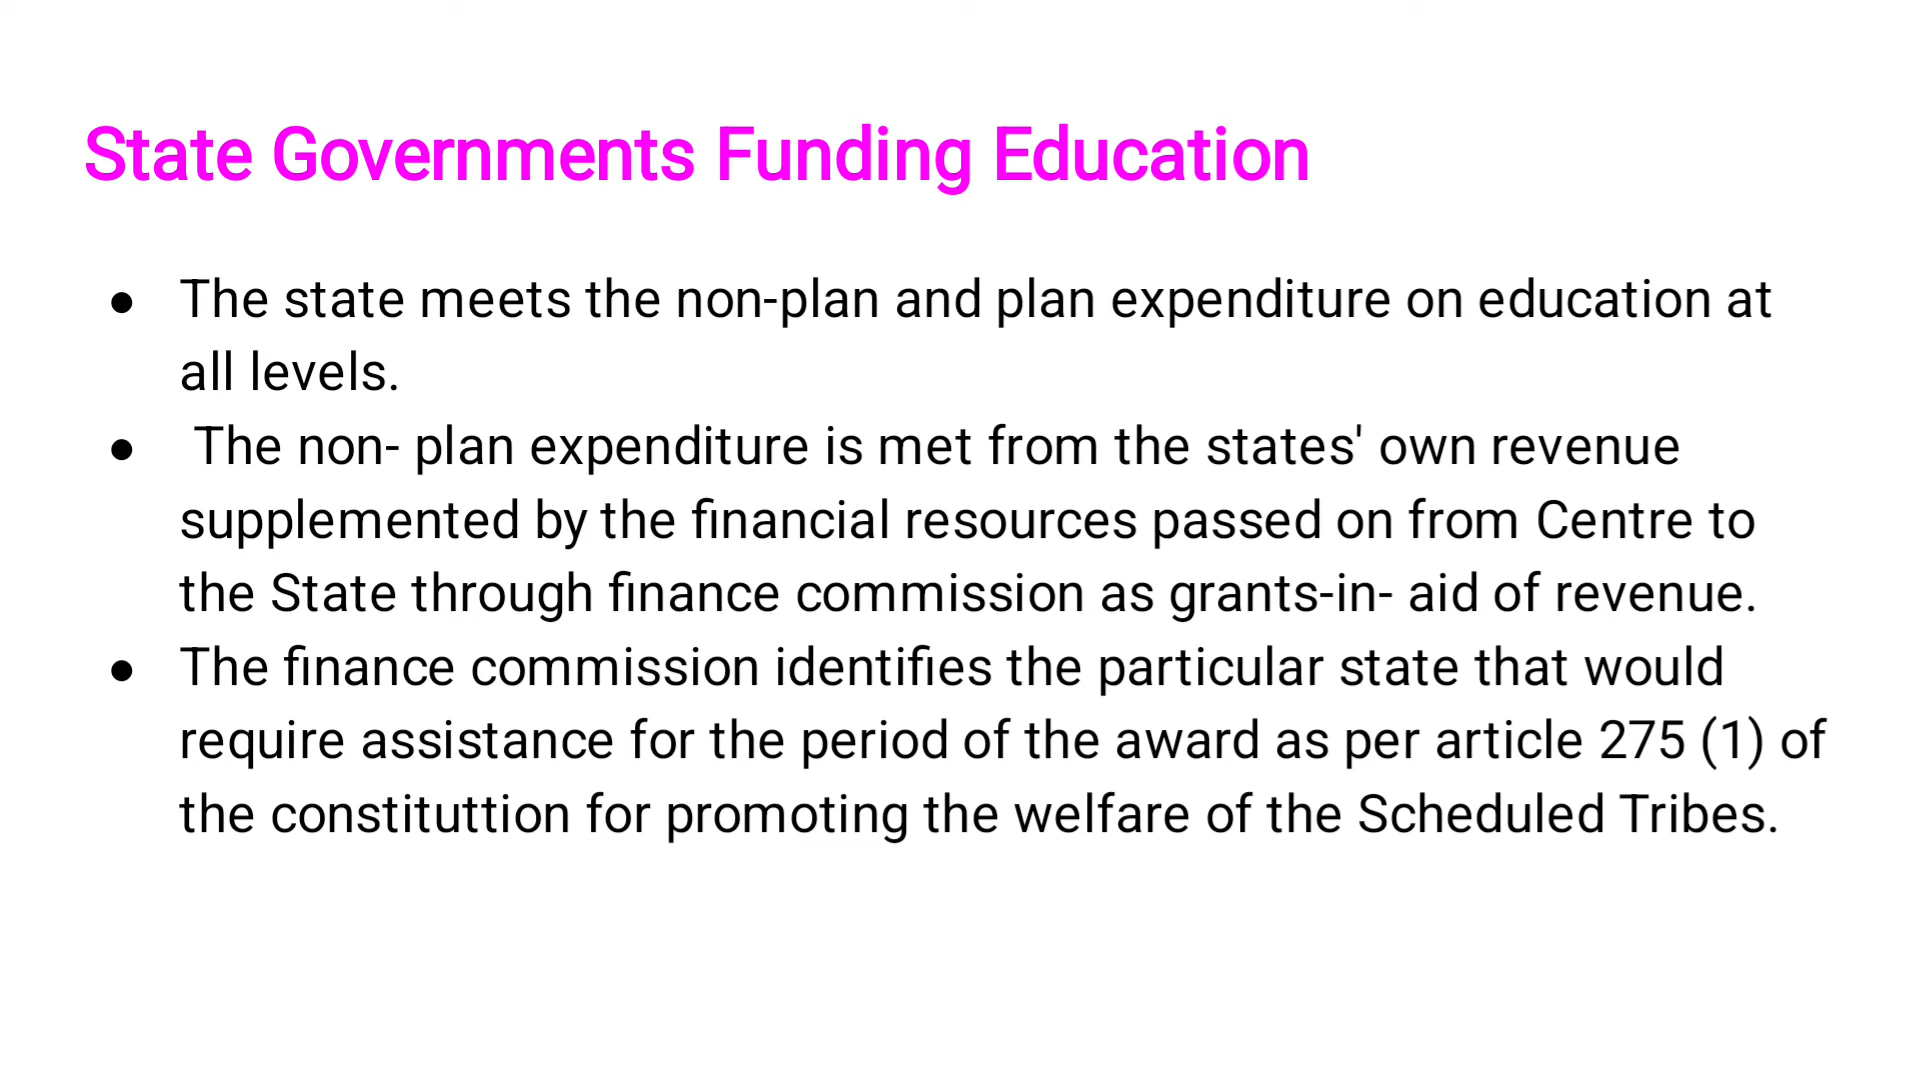 State Governments Funding Education
● The state meets the non-plan and plan expenditure on education at
all levels.
● The non- plan expenditure is met from the states' own revenue
supplemented by the financial resources passed on from Centre to
the State through finance commission as grants-in- aid of revenue.
● The finance commission identifies the particular state that would
require assistance for the period of the award as per article 275 (1) of
the constituttion for promoting the welfare of the Scheduled Tribes.